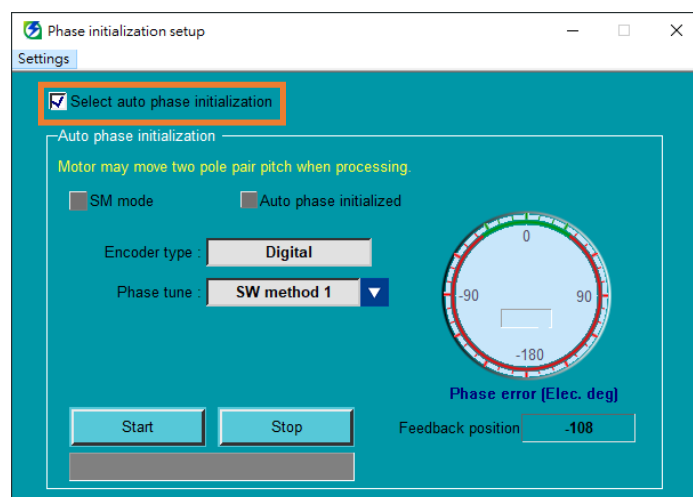 Phase initialization setup
Settings
Select auto phase initialization
Auto phase initialization
Motor may move two pole pair pitch when processing.
SM mode
Auto phase initialized
Encoder type : Digital
Phase tune : SW method 1
0
-90
90
-180
Phase error (Elec. deg)
Start
Stop
Feedback position -108